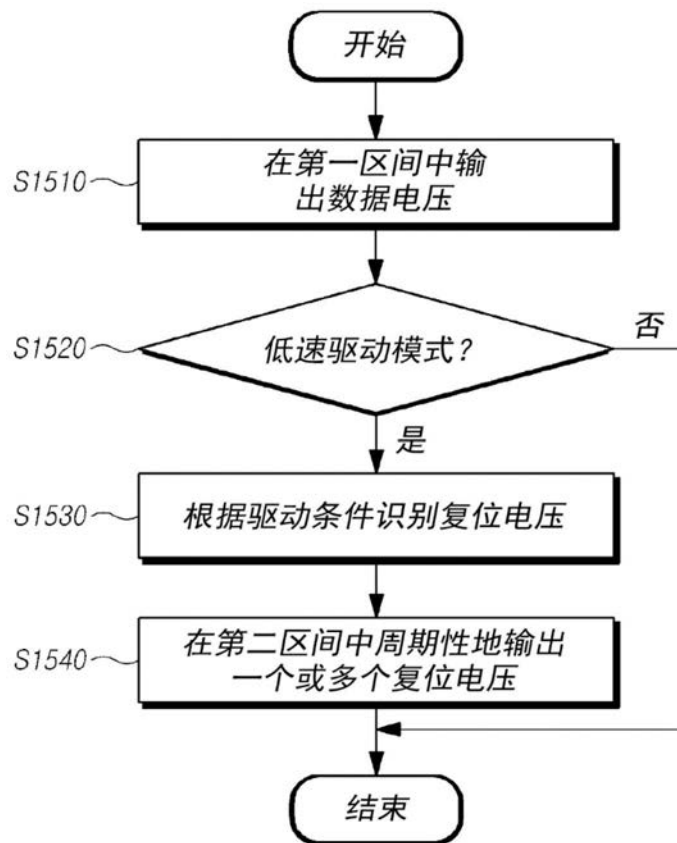 开始
S1510
在第一区间中输
出数据电压
S1520
低速驱动模式?
否
是
S1530
根据驱动条件识别复位电压
S1540
在第二区间中周期性地输出
一个或多个复位电压
结束